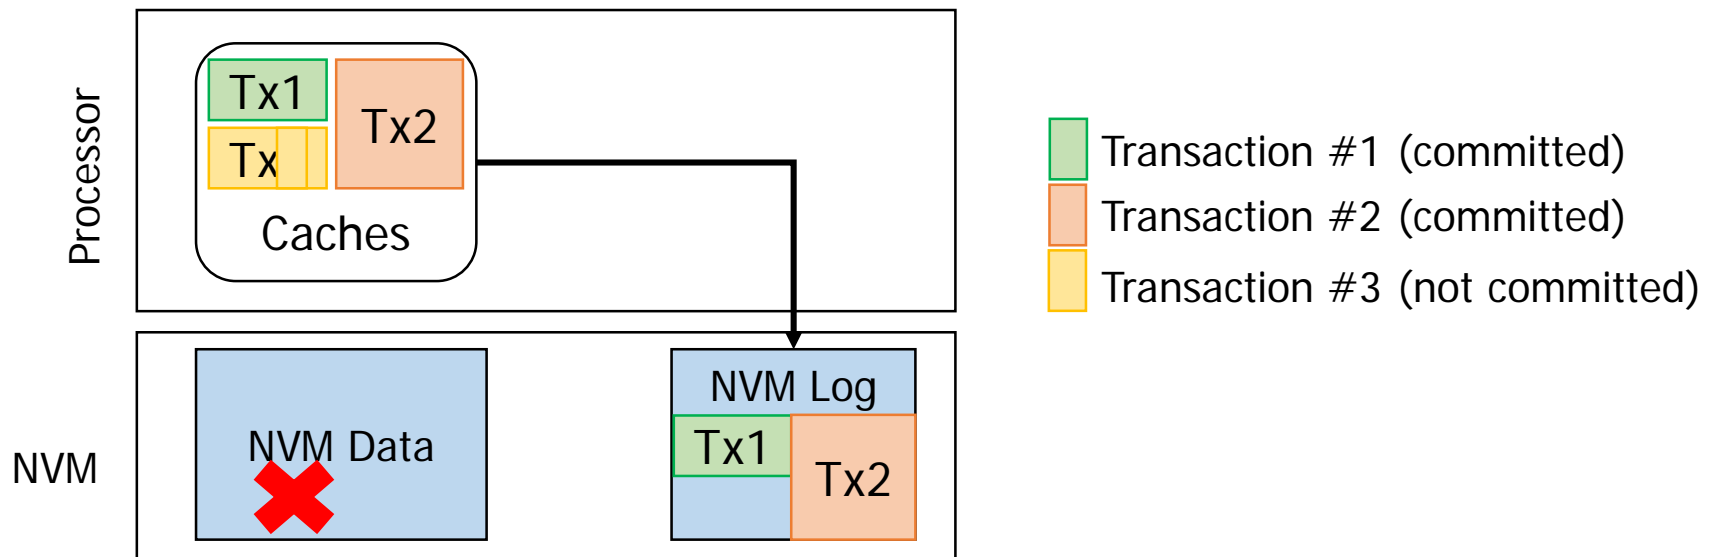 Processor
Tx1
Tx2
Tx
Caches
Transaction #1 (committed)
Transaction #2 (committed)
Transaction #3 (not committed)
NVM
NVM Data
NVM Log
Tx1
Tx2